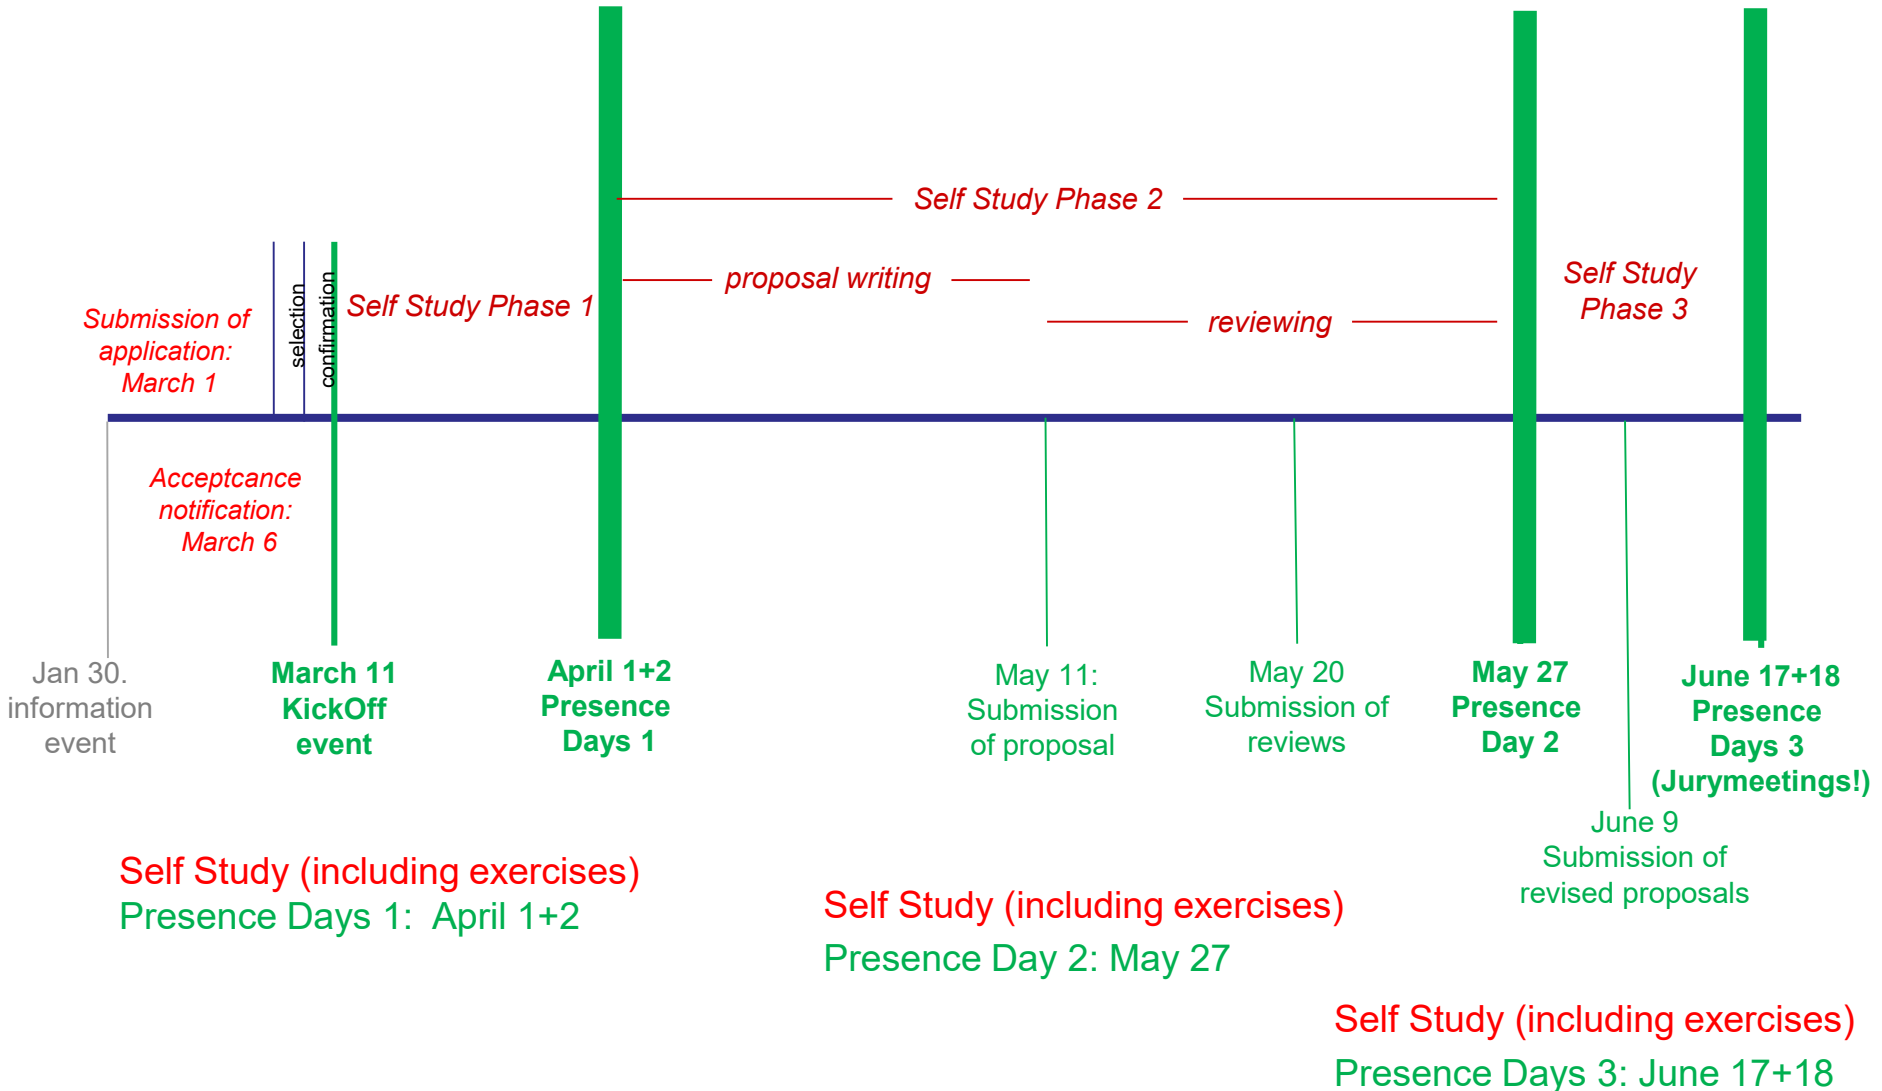 Self Study Phase 2
proposal writing
reviewing
Self Study
Phase 3
Self Study Phase 1
selection
confirmation
Submission of
application:
March 1
Acceptcance
notification:
March 6
Jan 30.
information
event
March 11
KickOff
event
April 1+2
Presence
Days 1
May 11:
Submission
of proposal
May 20
Submission of
reviews
May 27
Presence
Day 2
June 17+18
Presence
Days 3
(Jurymeetings!)
June 9
Submission of
revised proposals
Self Study (including exercises)
Presence Days 1:  April 1+2
Self Study (including exercises)
Presence Day 2: May 27
Self Study (including exercises)
Presence Days 3: June 17+18